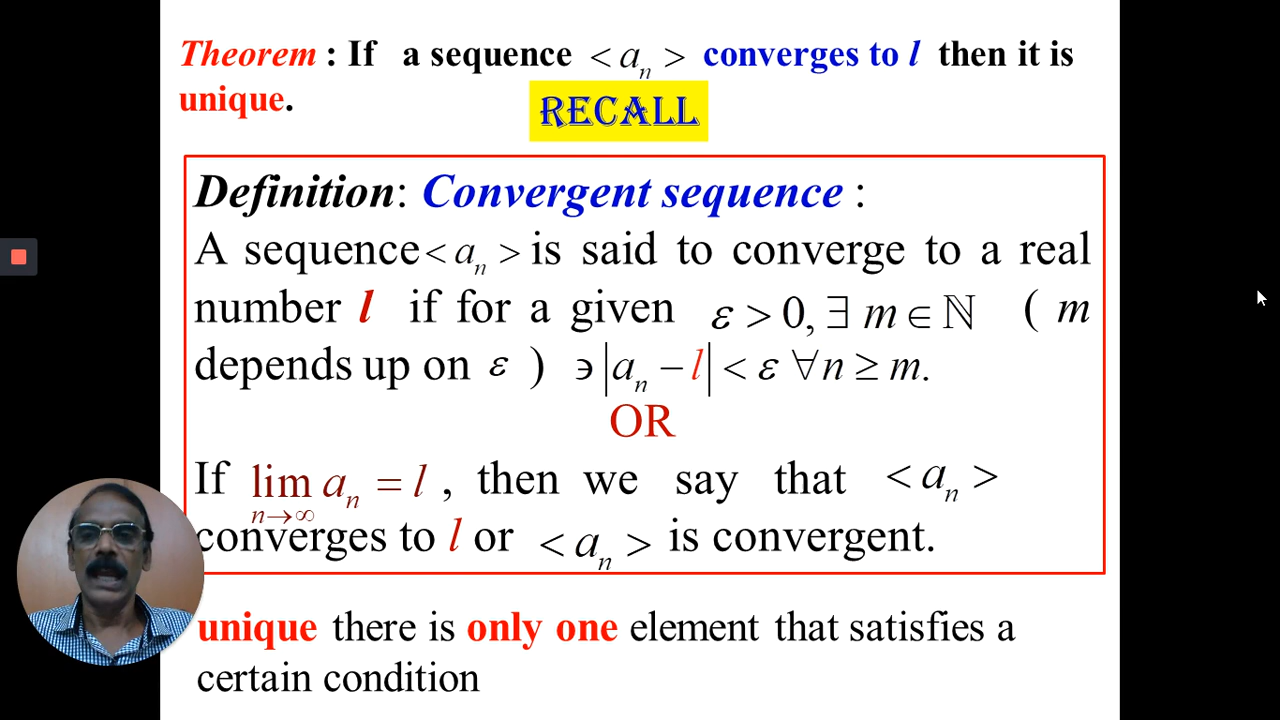 Theorem : If a sequence < aₙ > converges to l then it is
unique.
RECALL
Definition: Convergent sequence :
A sequence < aₙ > is said to converge to a real
number l if for a given ε > 0, ∃ m ∈ ℕ ( m
depends up on ε ) ∍ |aₙ − l| < ε ∀n ≥ m.
OR
If lim n→∞ aₙ = l , then we say that < aₙ >
converges to l or < aₙ > is convergent.
unique there is only one element that satisfies a
certain condition